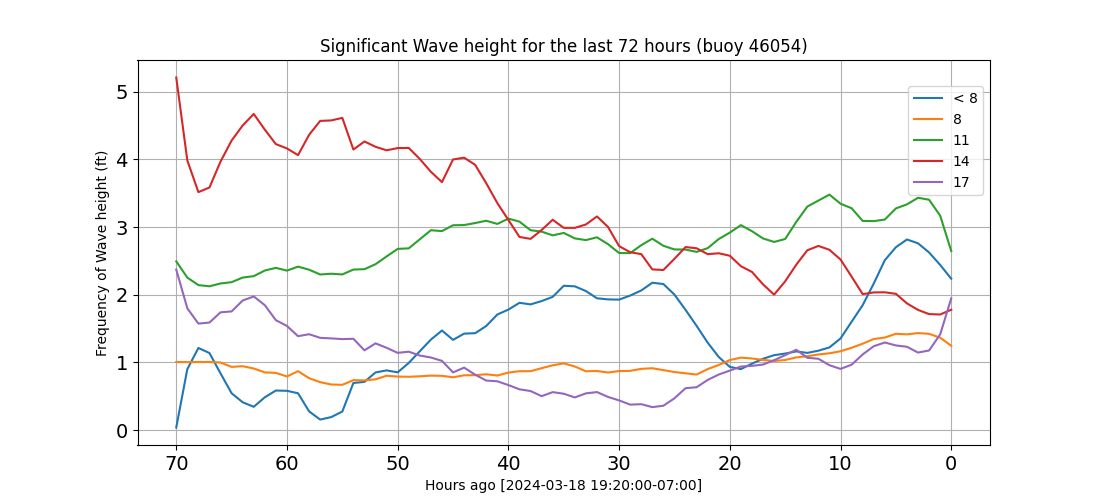 Significant Wave height for the last 72 hours (buoy 46054)
Frequency of Wave height (ft)
5
4
3
2
1
0
< 8
8
11
14
17
70 60 50 40 30 20 10 0
Hours ago [2024-03-18 19:20:00-07:00]